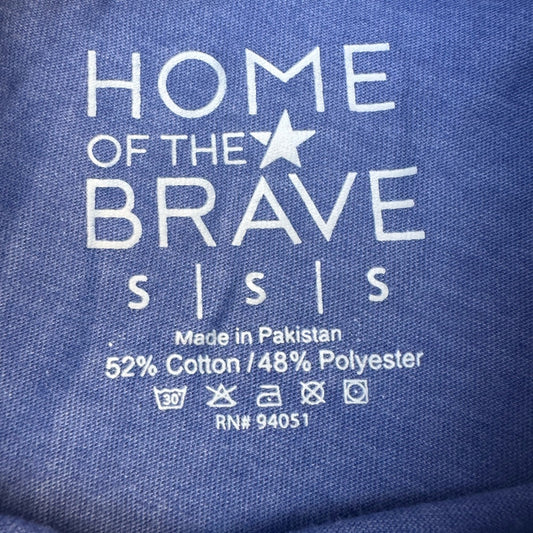 HOME
OF THE
BRAVE
S | S | S
Made in Pakistan
52% Cotton / 48% Polyester
30°
RN# 94051